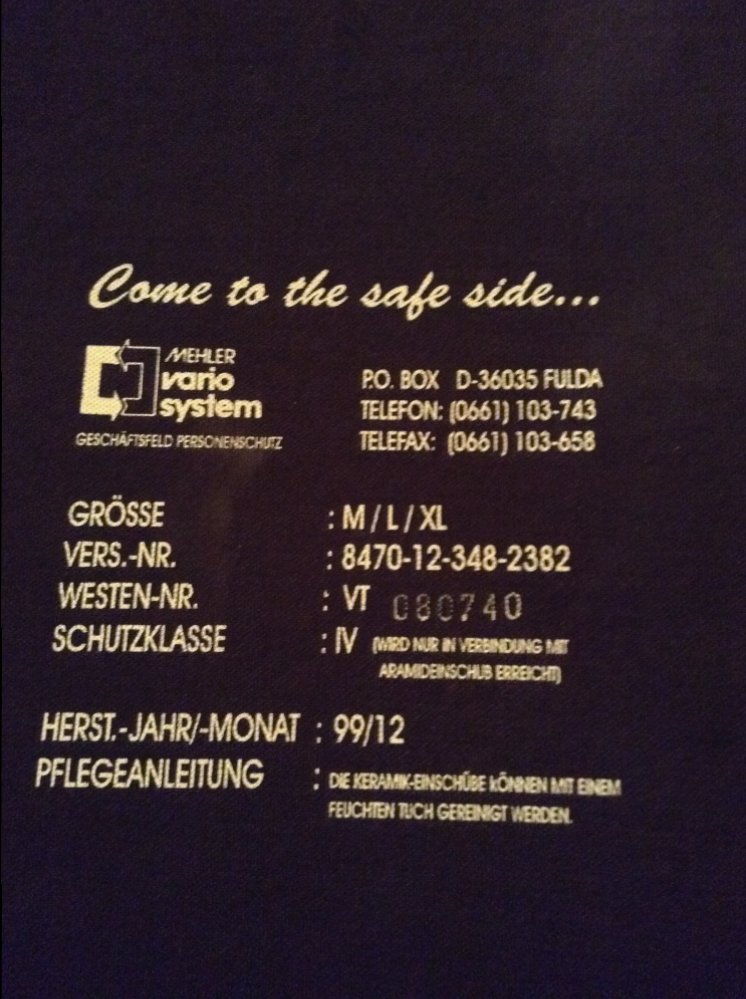 Come to the safe side...
MEHLER
vario
system
GESCHÄFTSFELD PERSONENSCHUTZ
P.O. BOX D-36035 FULDA
TELEFON: (0661) 103-743
TELEFAX: (0661) 103-658
GRÖSSE : M / L / XL
VERS.-NR. : 8470-12-348-2382
WESTEN-NR. : VT 080740
SCHUTZKLASSE : IV (WIRD NUR IN VERBINDUNG MIT
ARAMIDEINSCHUB ERREICHT)
HERST.-JAHR/-MONAT : 99/12
PFLEGEANLEITUNG : DIE KERAMIK-EINSCHÜBE KÖNNEN MIT EINEM
FEUCHTEN TUCH GEREINIGT WERDEN.